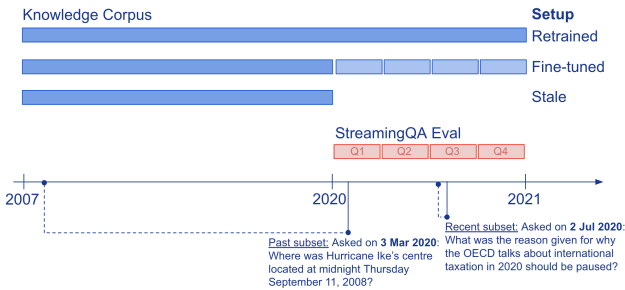 Knowledge Corpus
Setup
Retrained
Fine-tuned
Stale
StreamingQA Eval
Q1 Q2 Q3 Q4
2007 2020 2021
Past subset: Asked on 3 Mar 2020:
Where was Hurricane Ike's centre
located at midnight Thursday
September 11, 2008?
Recent subset: Asked on 2 Jul 2020:
What was the reason given for why
the OECD talks about international
taxation in 2020 should be paused?